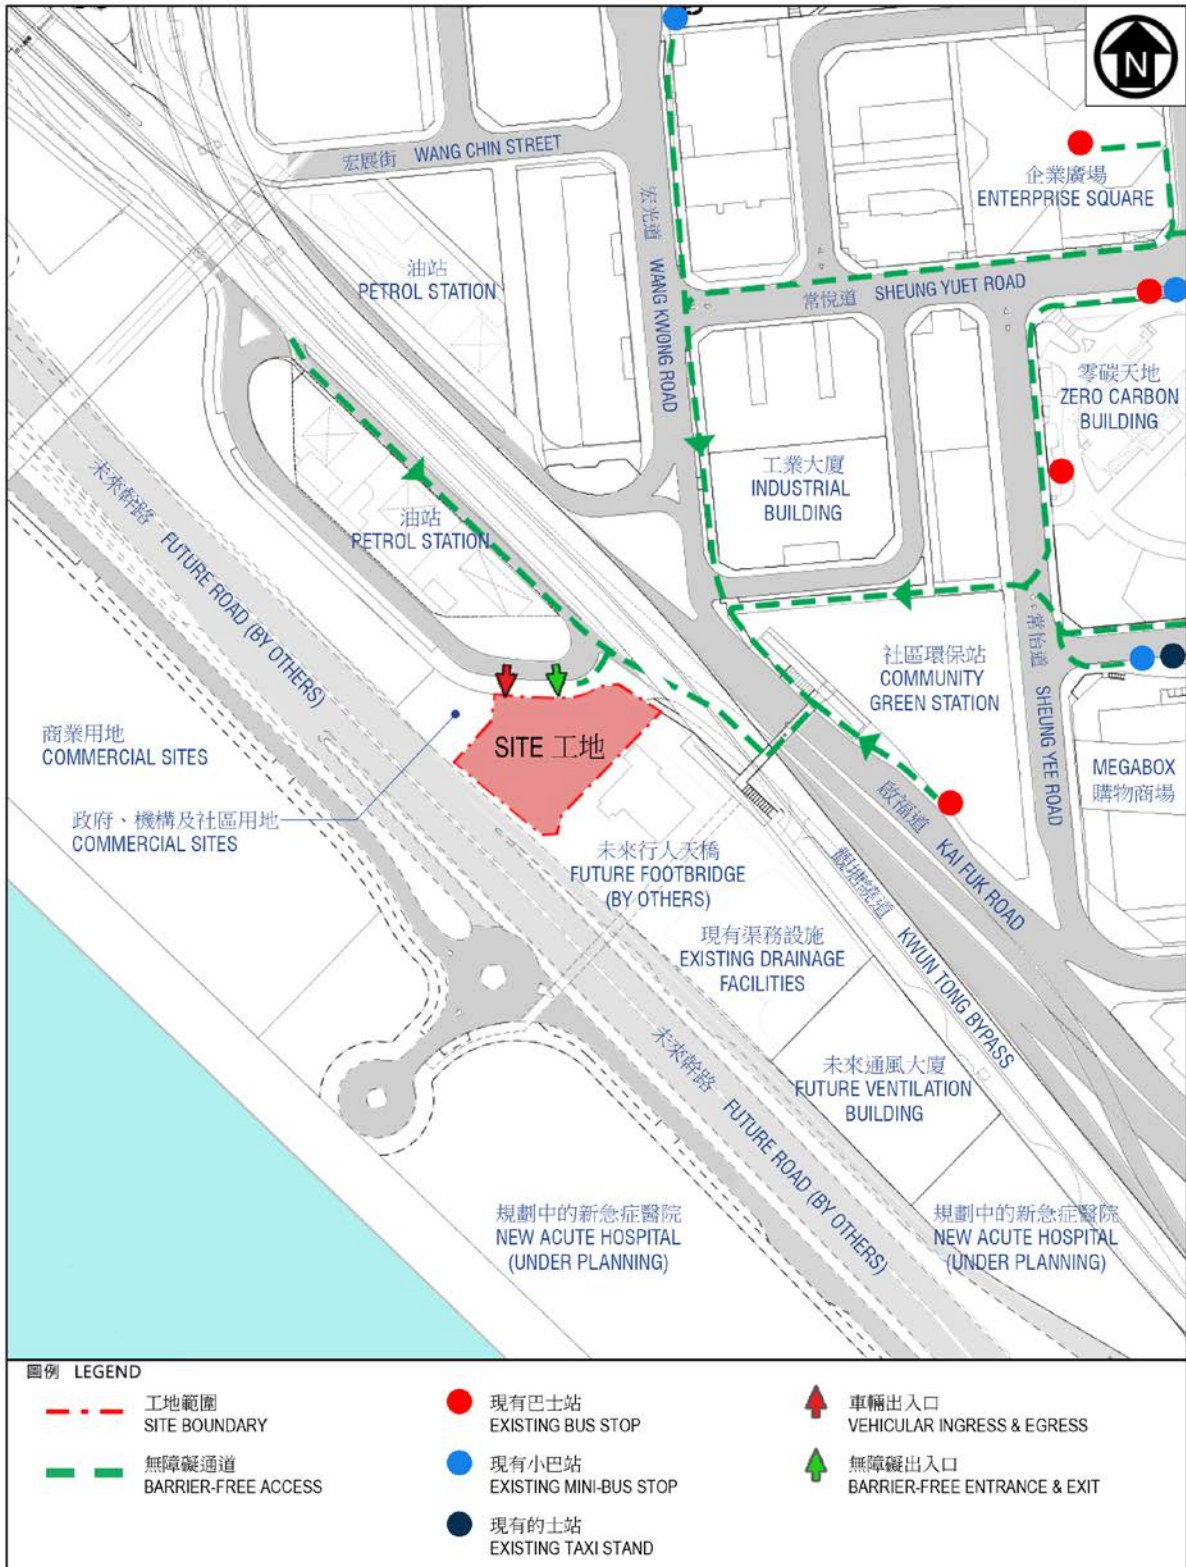 N
宏展街 WANG CHIN STREET
企業廣場
ENTERPRISE SQUARE
宏光道 WANG KWONG ROAD
油站
PETROL STATION
常悅道 SHEUNG YUET ROAD
零碳天地
ZERO CARBON
BUILDING
工業大廈
INDUSTRIAL
BUILDING
未來幹路 FUTURE ROAD (BY OTHERS)
油站
PETROL STATION
常怡道 SHEUNG YEE ROAD
社區環保站
COMMUNITY
GREEN STATION
商業用地
COMMERCIAL SITES
SITE 工地
MEGABOX
購物商場
政府、機構及社區用地
COMMERCIAL SITES
啟福道 KAI FUK ROAD
未來行人天橋
FUTURE FOOTBRIDGE
(BY OTHERS)
觀塘繞道 KWUN TONG BYPASS
現有渠務設施
EXISTING DRAINAGE
FACILITIES
未來幹路 FUTURE ROAD (BY OTHERS)
未來通風大廈
FUTURE VENTILATION
BUILDING
規劃中的新急症醫院
NEW ACUTE HOSPITAL
(UNDER PLANNING)
規劃中的新急症醫院
NEW ACUTE HOSPITAL
(UNDER PLANNING)
圖例 LEGEND
工地範圍
SITE BOUNDARY
無障礙通道
BARRIER-FREE ACCESS
現有巴士站
EXISTING BUS STOP
現有小巴站
EXISTING MINI-BUS STOP
現有的士站
EXISTING TAXI STAND
車輛出入口
VEHICULAR INGRESS & EGRESS
無障礙出入口
BARRIER-FREE ENTRANCE & EXIT